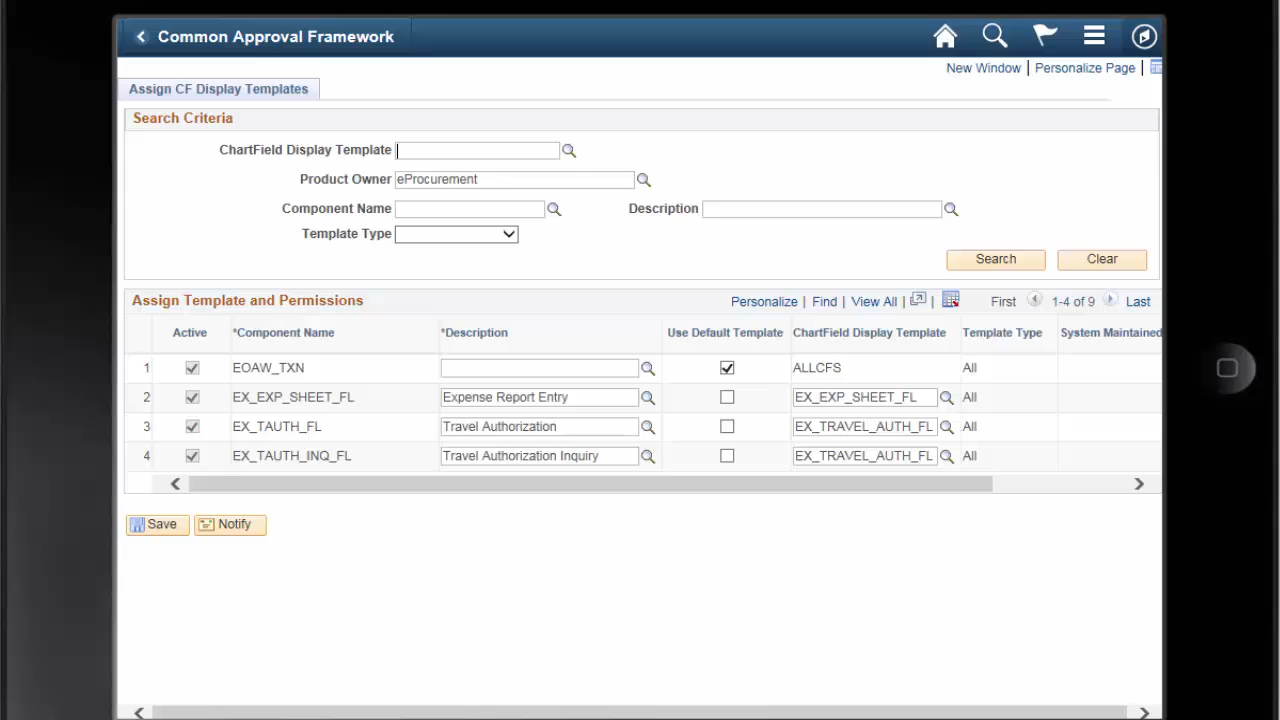 Common Approval Framework
New Window | Personalize Page |
Assign CF Display Templates
Search Criteria
ChartField Display Template
Product Owner eProcurement
Component Name Description
Template Type
Search Clear
Assign Template and Permissions Personalize | Find | View All | | First 1-4 of 9 Last
Active *Component Name *Description Use Default Template ChartField Display Template Template Type System Maintained
1 EOAW_TXN ALLCFS All
2 EX_EXP_SHEET_FL Expense Report Entry EX_EXP_SHEET_FL All
3 EX_TAUTH_FL Travel Authorization EX_TRAVEL_AUTH_FL All
4 EX_TAUTH_INQ_FL Travel Authorization Inquiry EX_TRAVEL_AUTH_FL All
Save Notify